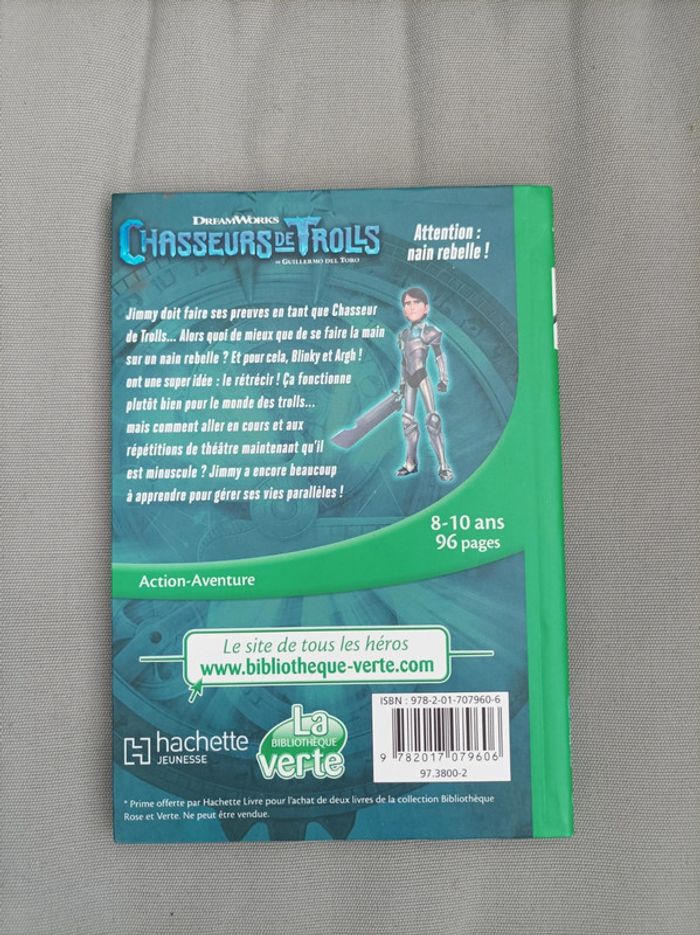 DREAMWORKS
CHASSEURS DE TROLLS
DE GUILLERMO DEL TORO
Attention :
nain rebelle !
Jimmy doit faire ses preuves en tant que Chasseur
de Trolls... Alors quoi de mieux que de se faire la main
sur un nain rebelle ? Et pour cela, Blinky et Argh !
ont une super idée : le rétrécir ! Ça fonctionne
plutôt bien pour le monde des trolls...
mais comment aller en cours et aux
répétitions de théâtre maintenant qu'il
est minuscule ? Jimmy a encore beaucoup
à apprendre pour gérer ses vies parallèles !
8-10 ans
96 pages
Action-Aventure
Le site de tous les héros
www.bibliotheque-verte.com
hachette
JEUNESSE
La
BIBLIOTHÈQUE
verte
ISBN : 978-2-01-707960-6
9 782017 079606
97.3800-2
* Prime offerte par Hachette Livre pour l'achat de deux livres de la collection Bibliothèque
Rose et Verte. Ne peut être vendue.